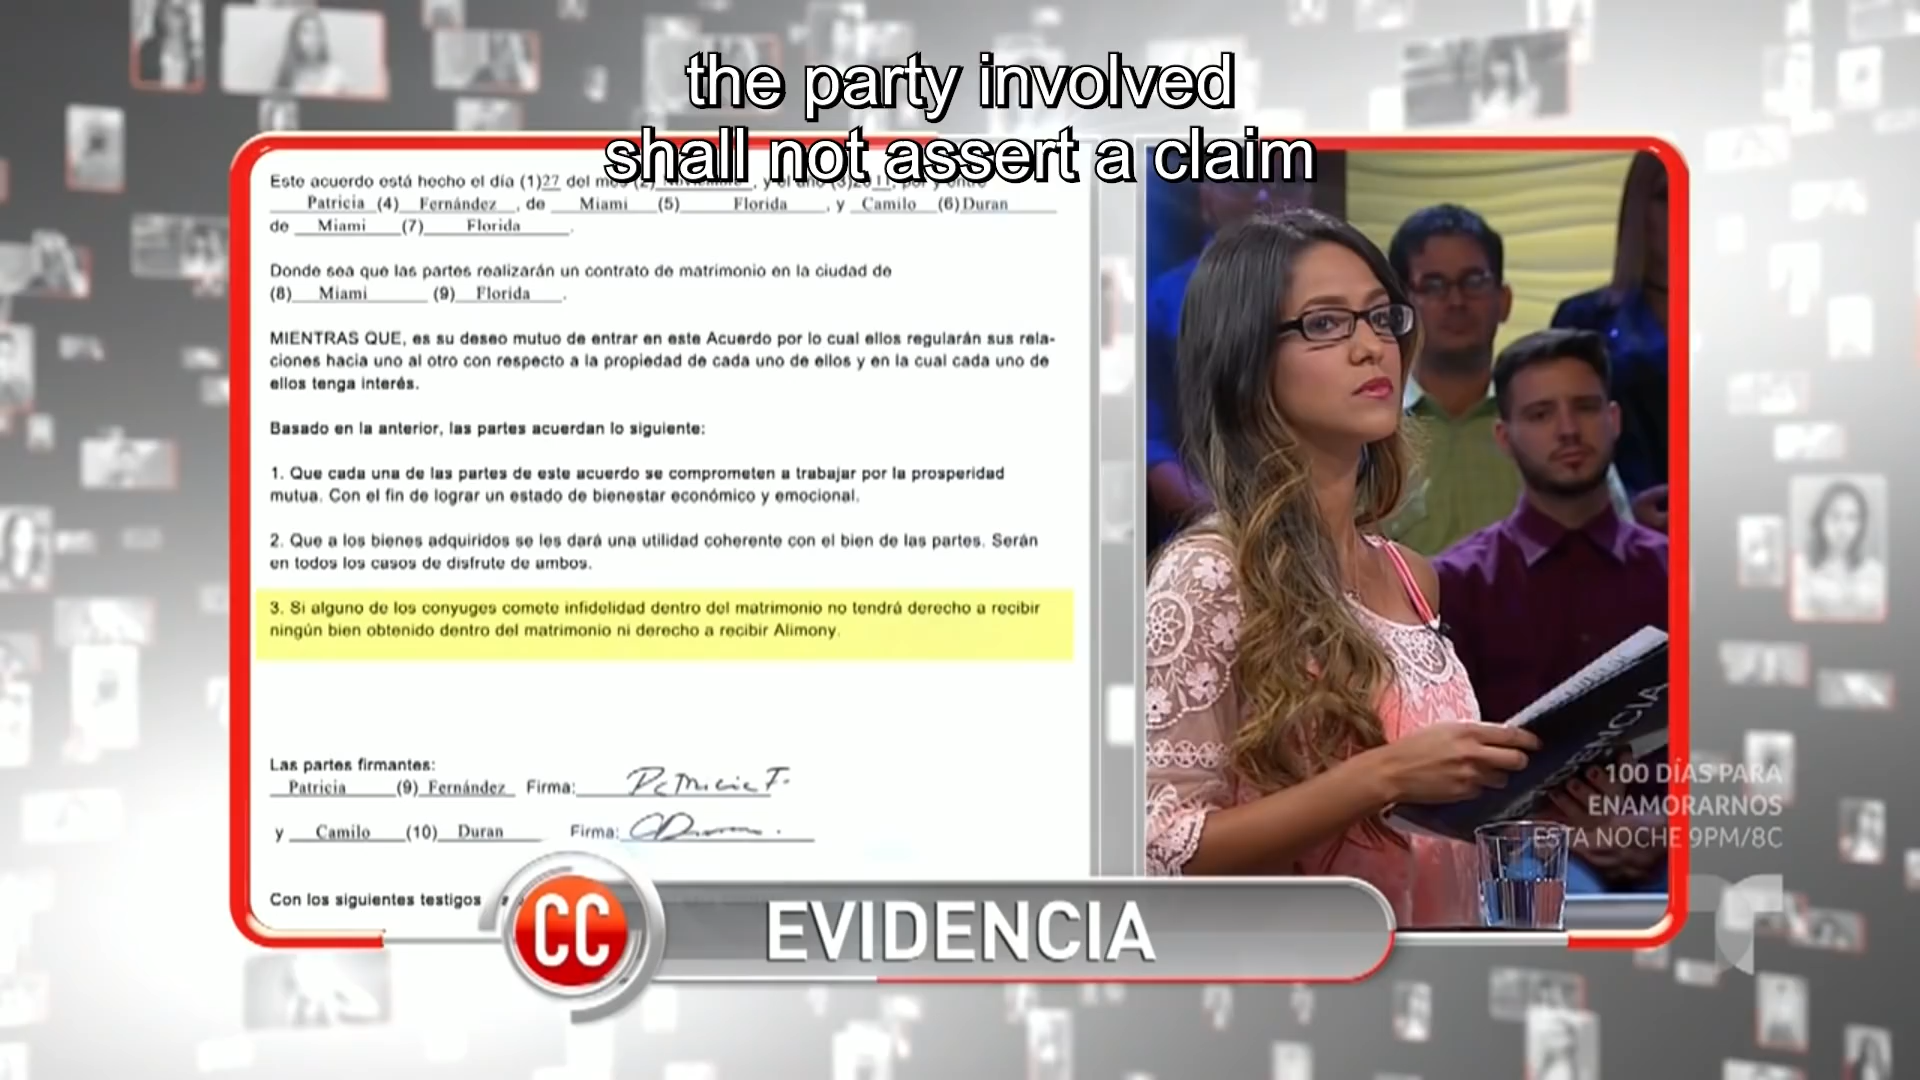 the party involved
shall not assert a claim
Este acuerdo está hecho el día (1)27 del mes
Patricia (4) Fernández , de Miami (5) Florida , y Camilo (6)Duran
de Miami (7) Florida .
Donde sea que las partes realizarán un contrato de matrimonio en la ciudad de
(8) Miami (9) Florida .
MIENTRAS QUE, es su deseo mutuo de entrar en este Acuerdo por lo cual ellos regularán sus rela-
ciones hacia uno al otro con respecto a la propiedad de cada uno de ellos y en la cual cada uno de
ellos tenga interés.
Basado en la anterior, las partes acuerdan lo siguiente:
1. Que cada una de las partes de este acuerdo se comprometen a trabajar por la prosperidad
mutua. Con el fin de lograr un estado de bienestar económico y emocional.
2. Que a los bienes adquiridos se les dará una utilidad coherente con el bien de las partes. Serán
en todos los casos de disfrute de ambos.
3. Si alguno de los conyuges comete infidelidad dentro del matrimonio no tendrá derecho a recibir
ningún bien obtenido dentro del matrimonio ni derecho a recibir Alimony.
Las partes firmantes:
Patricia (9) Fernández Firma: Patricia F.
y Camilo (10) Duran Firma:
Con los siguientes testigos
CC EVIDENCIA
100 DÍAS PARA
ENAMORARNOS
ESTA NOCHE 9PM/8C